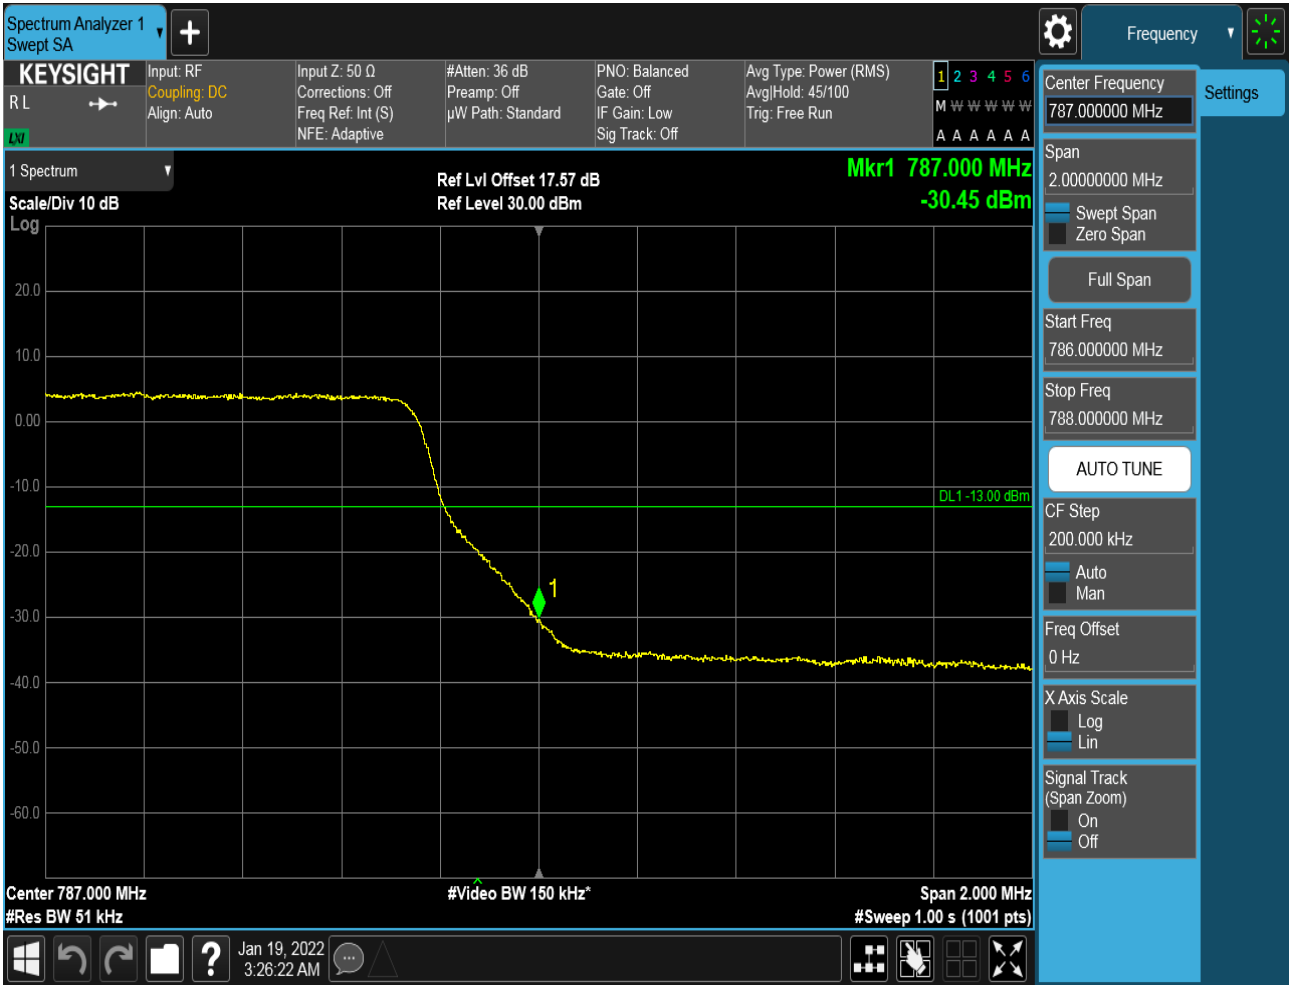 Spectrum Analyzer 1
Swept SA
Frequency
KEYSIGHT
R L
LXI
Input: RF
Coupling: DC
Align: Auto
Input Z: 50 Ω
Corrections: Off
Freq Ref: Int (S)
NFE: Adaptive
#Atten: 36 dB
Preamp: Off
µW Path: Standard
PNO: Balanced
Gate: Off
IF Gain: Low
Sig Track: Off
Avg Type: Power (RMS)
Avg|Hold: 45/100
Trig: Free Run
1 2 3 4 5 6
M W W W W W
A A A A A A
1 Spectrum
Scale/Div 10 dB
Log
Ref Lvl Offset 17.57 dB
Ref Level 30.00 dBm
Mkr1 787.000 MHz
-30.45 dBm
20.0
10.0
0.00
-10.0
-20.0
-30.0
-40.0
-50.0
-60.0
DL1 -13.00 dBm
1
Center 787.000 MHz
#Video BW 150 kHz*
Span 2.000 MHz
#Res BW 51 kHz
#Sweep 1.00 s (1001 pts)
Center Frequency
787.000000 MHz
Settings
Span
2.00000000 MHz
Swept Span
Zero Span
Full Span
Start Freq
786.000000 MHz
Stop Freq
788.000000 MHz
AUTO TUNE
CF Step
200.000 kHz
Auto
Man
Freq Offset
0 Hz
X Axis Scale
Log
Lin
Signal Track
(Span Zoom)
On
Off
?
Jan 19, 2022
3:26:22 AM